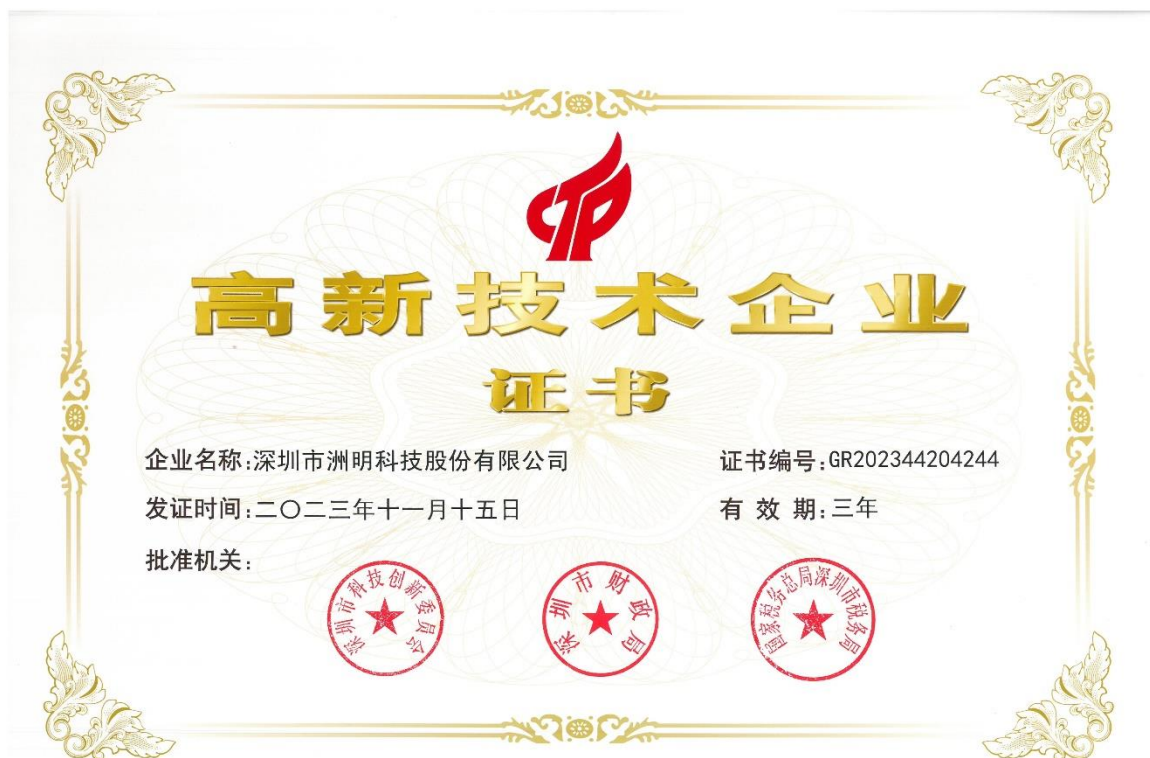 CTP
高新技术企业
证书
企业名称:深圳市洲明科技股份有限公司
证书编号:GR202344204244
发证时间:二〇二三年十一月十五日
有 效 期:三年
批准机关:
深圳市科技创新委员会
深圳市财政局
国家税务总局深圳市税务局